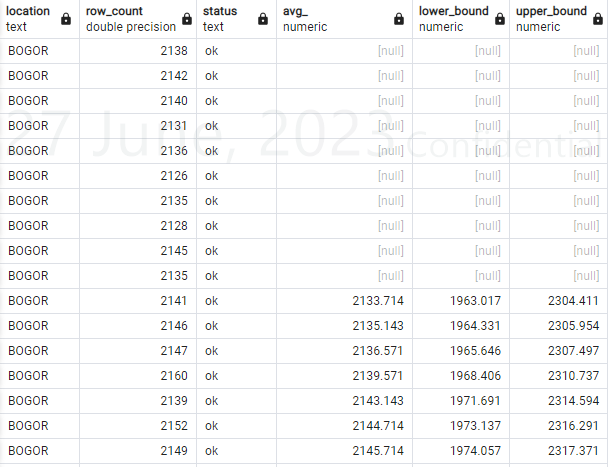 location row_count status avg_ lower_bound upper_bound
text double precision text numeric numeric numeric
BOGOR 2138 ok [null] [null] [null]
BOGOR 2142 ok [null] [null] [null]
BOGOR 2140 ok [null] [null] [null]
BOGOR 2131 ok [null] [null] [null]
27 June, 2023 Confidential
BOGOR 2136 ok [null] [null] [null]
BOGOR 2126 ok [null] [null] [null]
BOGOR 2135 ok [null] [null] [null]
BOGOR 2128 ok [null] [null] [null]
BOGOR 2145 ok [null] [null] [null]
BOGOR 2135 ok [null] [null] [null]
BOGOR 2141 ok 2133.714 1963.017 2304.411
BOGOR 2146 ok 2135.143 1964.331 2305.954
BOGOR 2147 ok 2136.571 1965.646 2307.497
BOGOR 2160 ok 2139.571 1968.406 2310.737
BOGOR 2139 ok 2143.143 1971.691 2314.594
BOGOR 2152 ok 2144.714 1973.137 2316.291
BOGOR 2149 ok 2145.714 1974.057 2317.371